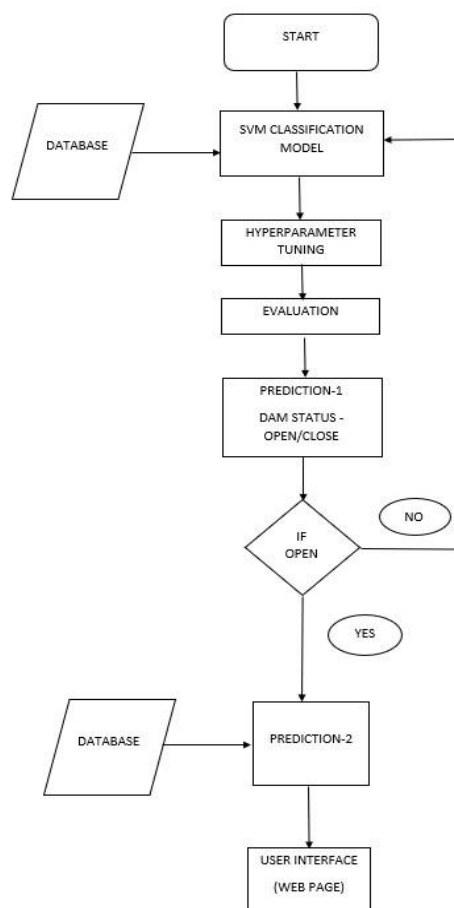 START
DATABASE
SVM CLASSIFICATION
MODEL
HYPERPARAMETER
TUNING
EVALUATION
PREDICTION-1
DAM STATUS -
OPEN/CLOSE
IF
OPEN
NO
YES
DATABASE
PREDICTION-2
USER INTERFACE
(WEB PAGE)